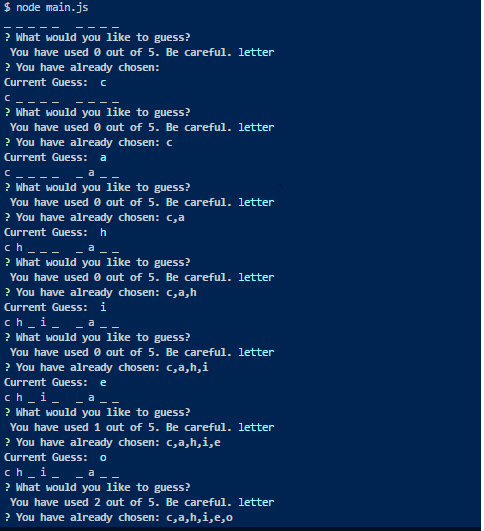 $ node main.js
_ _ _ _ _   _ _ _ _
? What would you like to guess?
 You have used 0 out of 5. Be careful. letter
? You have already chosen:
Current Guess:  c
c _ _ _ _   _ _ _ _
? What would you like to guess?
 You have used 0 out of 5. Be careful. letter
? You have already chosen: c
Current Guess:  a
c _ _ _ _   _ a _ _
? What would you like to guess?
 You have used 0 out of 5. Be careful. letter
? You have already chosen: c,a
Current Guess:  h
c h _ _ _   _ a _ _
? What would you like to guess?
 You have used 0 out of 5. Be careful. letter
? You have already chosen: c,a,h
Current Guess:  i
c h _ i _   _ a _ _
? What would you like to guess?
 You have used 0 out of 5. Be careful. letter
? You have already chosen: c,a,h,i
Current Guess:  e
c h _ i _   _ a _ _
? What would you like to guess?
 You have used 1 out of 5. Be careful. letter
? You have already chosen: c,a,h,i,e
Current Guess:  o
c h _ i _   _ a _ _
? What would you like to guess?
 You have used 2 out of 5. Be careful. letter
? You have already chosen: c,a,h,i,e,o